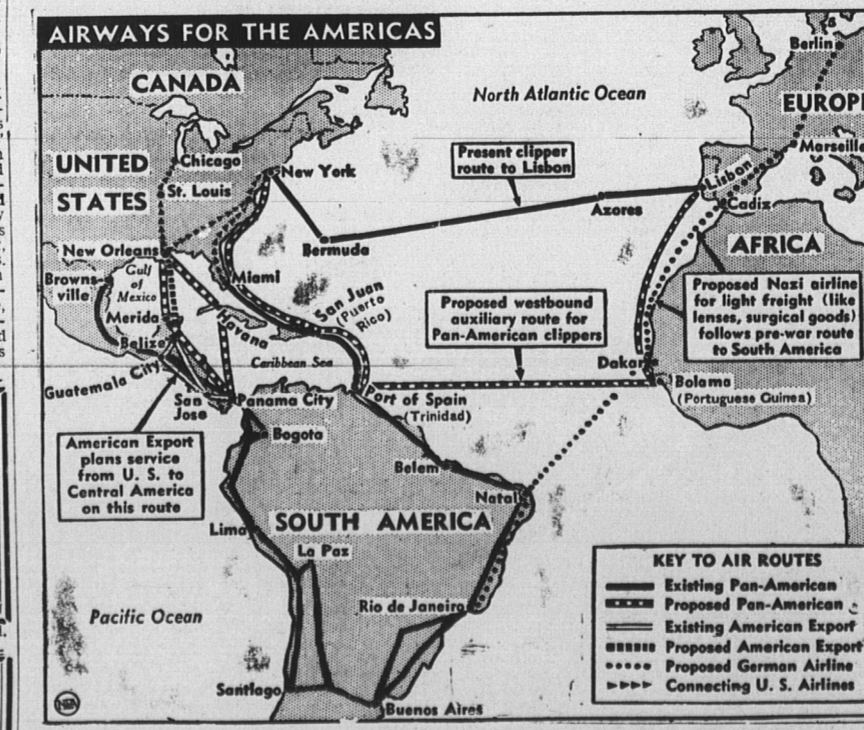 AIRWAYS FOR THE AMERICAS
CANADA
North Atlantic Ocean
Berlin
EUROP
Marseille
Present clipper
route to Lisbon
Chicago
UNITED
STATES
St. Louis
New York
Lisbon
Azores
Cadiz
Bermuda
AFRICA
New Orleans
Gulf
of
Mexico
Browns-
ville
Miami
Merida
Havana
San Juan
(Puerto
Rico)
Proposed westbound
auxiliary route for
Pan-American clippers
Proposed Nazi airline
for light freight (like
lenses, surgical goods)
follows pre-war route
to South America
Belize
Caribbean Sea
Guatemala City
Dakar
San
Jose
Panama City
Port of Spain
(Trinidad)
Bolama
(Portuguese Guinea)
American Export
plans service
from U. S. to
Central America
on this route
Bogota
Belem
Natal
Lima
SOUTH AMERICA
La Paz
Pacific Ocean
Rio de Janeiro
Santiago
Buenos Aires
KEY TO AIR ROUTES
Existing Pan-American
Proposed Pan-American
Existing American Export
Proposed American Export
Proposed German Airline
Connecting U. S. Airlines
NEA